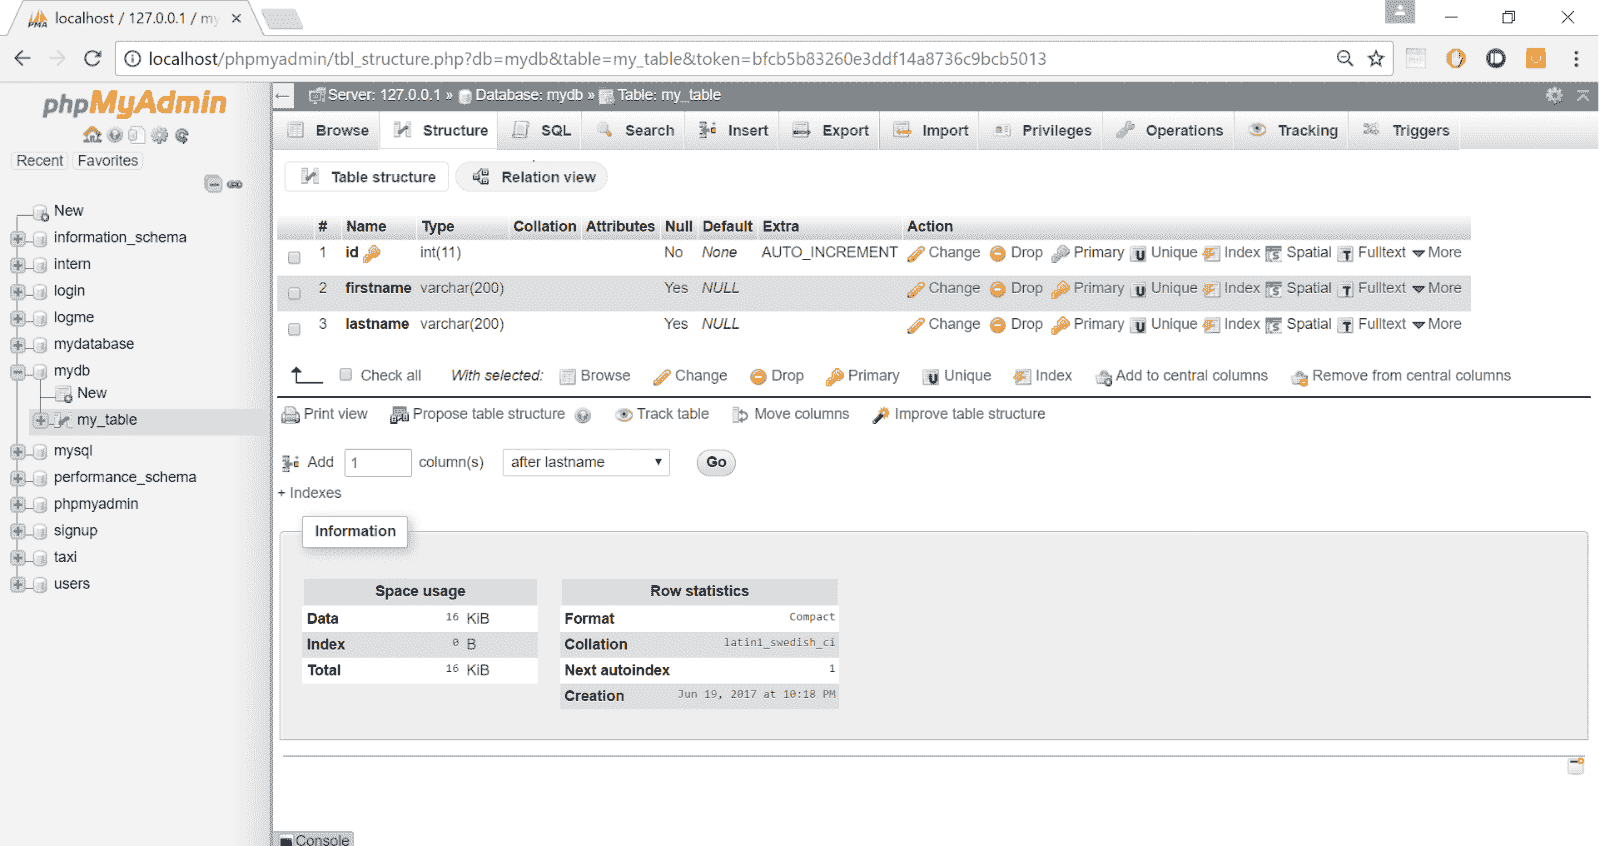 localhost / 127.0.0.1 / my
localhost/phpmyadmin/tbl_structure.php?db=mydb&table=my_table&token=bfcb5b83260e3ddf14a8736c9bcb5013
phpMyAdmin
Recent Favorites
New
information_schema
intern
login
logme
mydatabase
mydb
New
my_table
mysql
performance_schema
phpmyadmin
signup
taxi
users
Server: 127.0.0.1 » Database: mydb » Table: my_table
Browse Structure SQL Search Insert Export Import Privileges Operations Tracking Triggers
Table structure Relation view
# Name Type Collation Attributes Null Default Extra Action
1 id int(11) No None AUTO_INCREMENT Change Drop Primary Unique Index Spatial Fulltext More
2 firstname varchar(200) Yes NULL Change Drop Primary Unique Index Spatial Fulltext More
3 lastname varchar(200) Yes NULL Change Drop Primary Unique Index Spatial Fulltext More
Check all With selected: Browse Change Drop Primary Unique Index Add to central columns Remove from central columns
Print view Propose table structure Track table Move columns Improve table structure
Add 1 column(s) after lastname Go
+ Indexes
Information
Space usage
Data 16 KiB
Index 0 B
Total 16 KiB
Row statistics
Format Compact
Collation latin1_swedish_ci
Next autoindex 1
Creation Jun 19, 2017 at 10:18 PM
Console